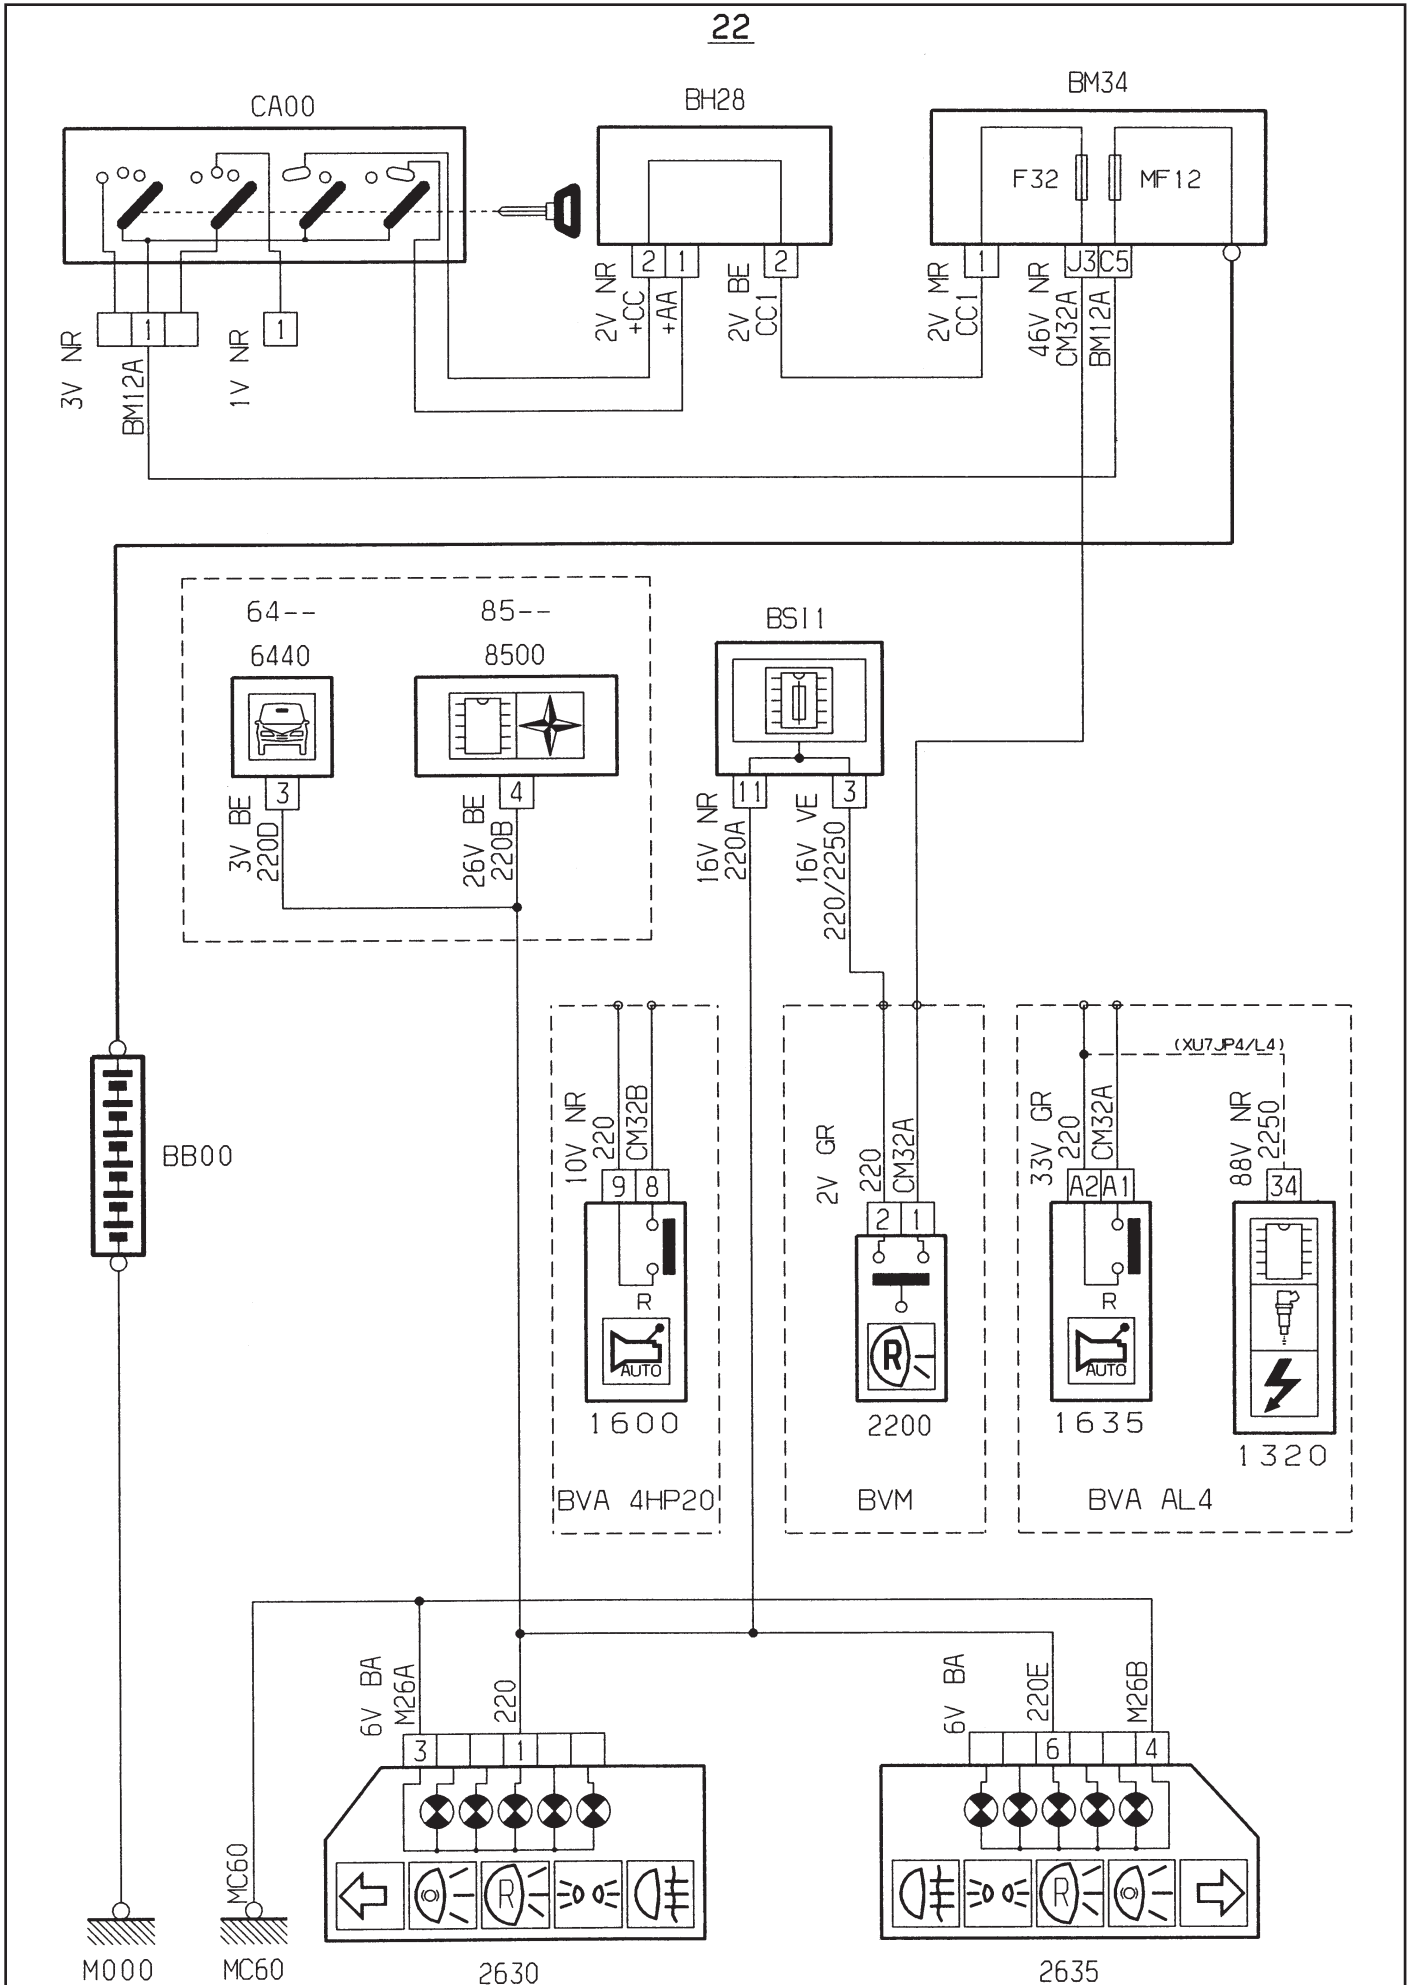 22
CA00
BH28
BM34
F32
MF12
2
1
2
1
J3
C5
2V NR
+CC
+AA
2V BE
CC1
2V MR
CC1
46V NR
CM32A
BM12A
1
1
3V NR
BM12A
1V NR
64--
85--
6440
8500
BSI1
3
4
11
3
3V BE
220D
26V BE
220B
16V NR
220A
16V VE
220/2250
(XU7JP4/L4)
10V NR
220
CM32B
2V GR
220
CM32A
33V GR
220
CM32A
88V NR
2250
BB00
9
8
2
1
A2
A1
34
R
AUTO
R
R
AUTO
1600
2200
1635
1320
BVA 4HP20
BVM
BVA AL4
6V BA
M26A
220
6V BA
220E
M26B
3
1
6
4
MC60
R
R
M000
MC60
2630
2635